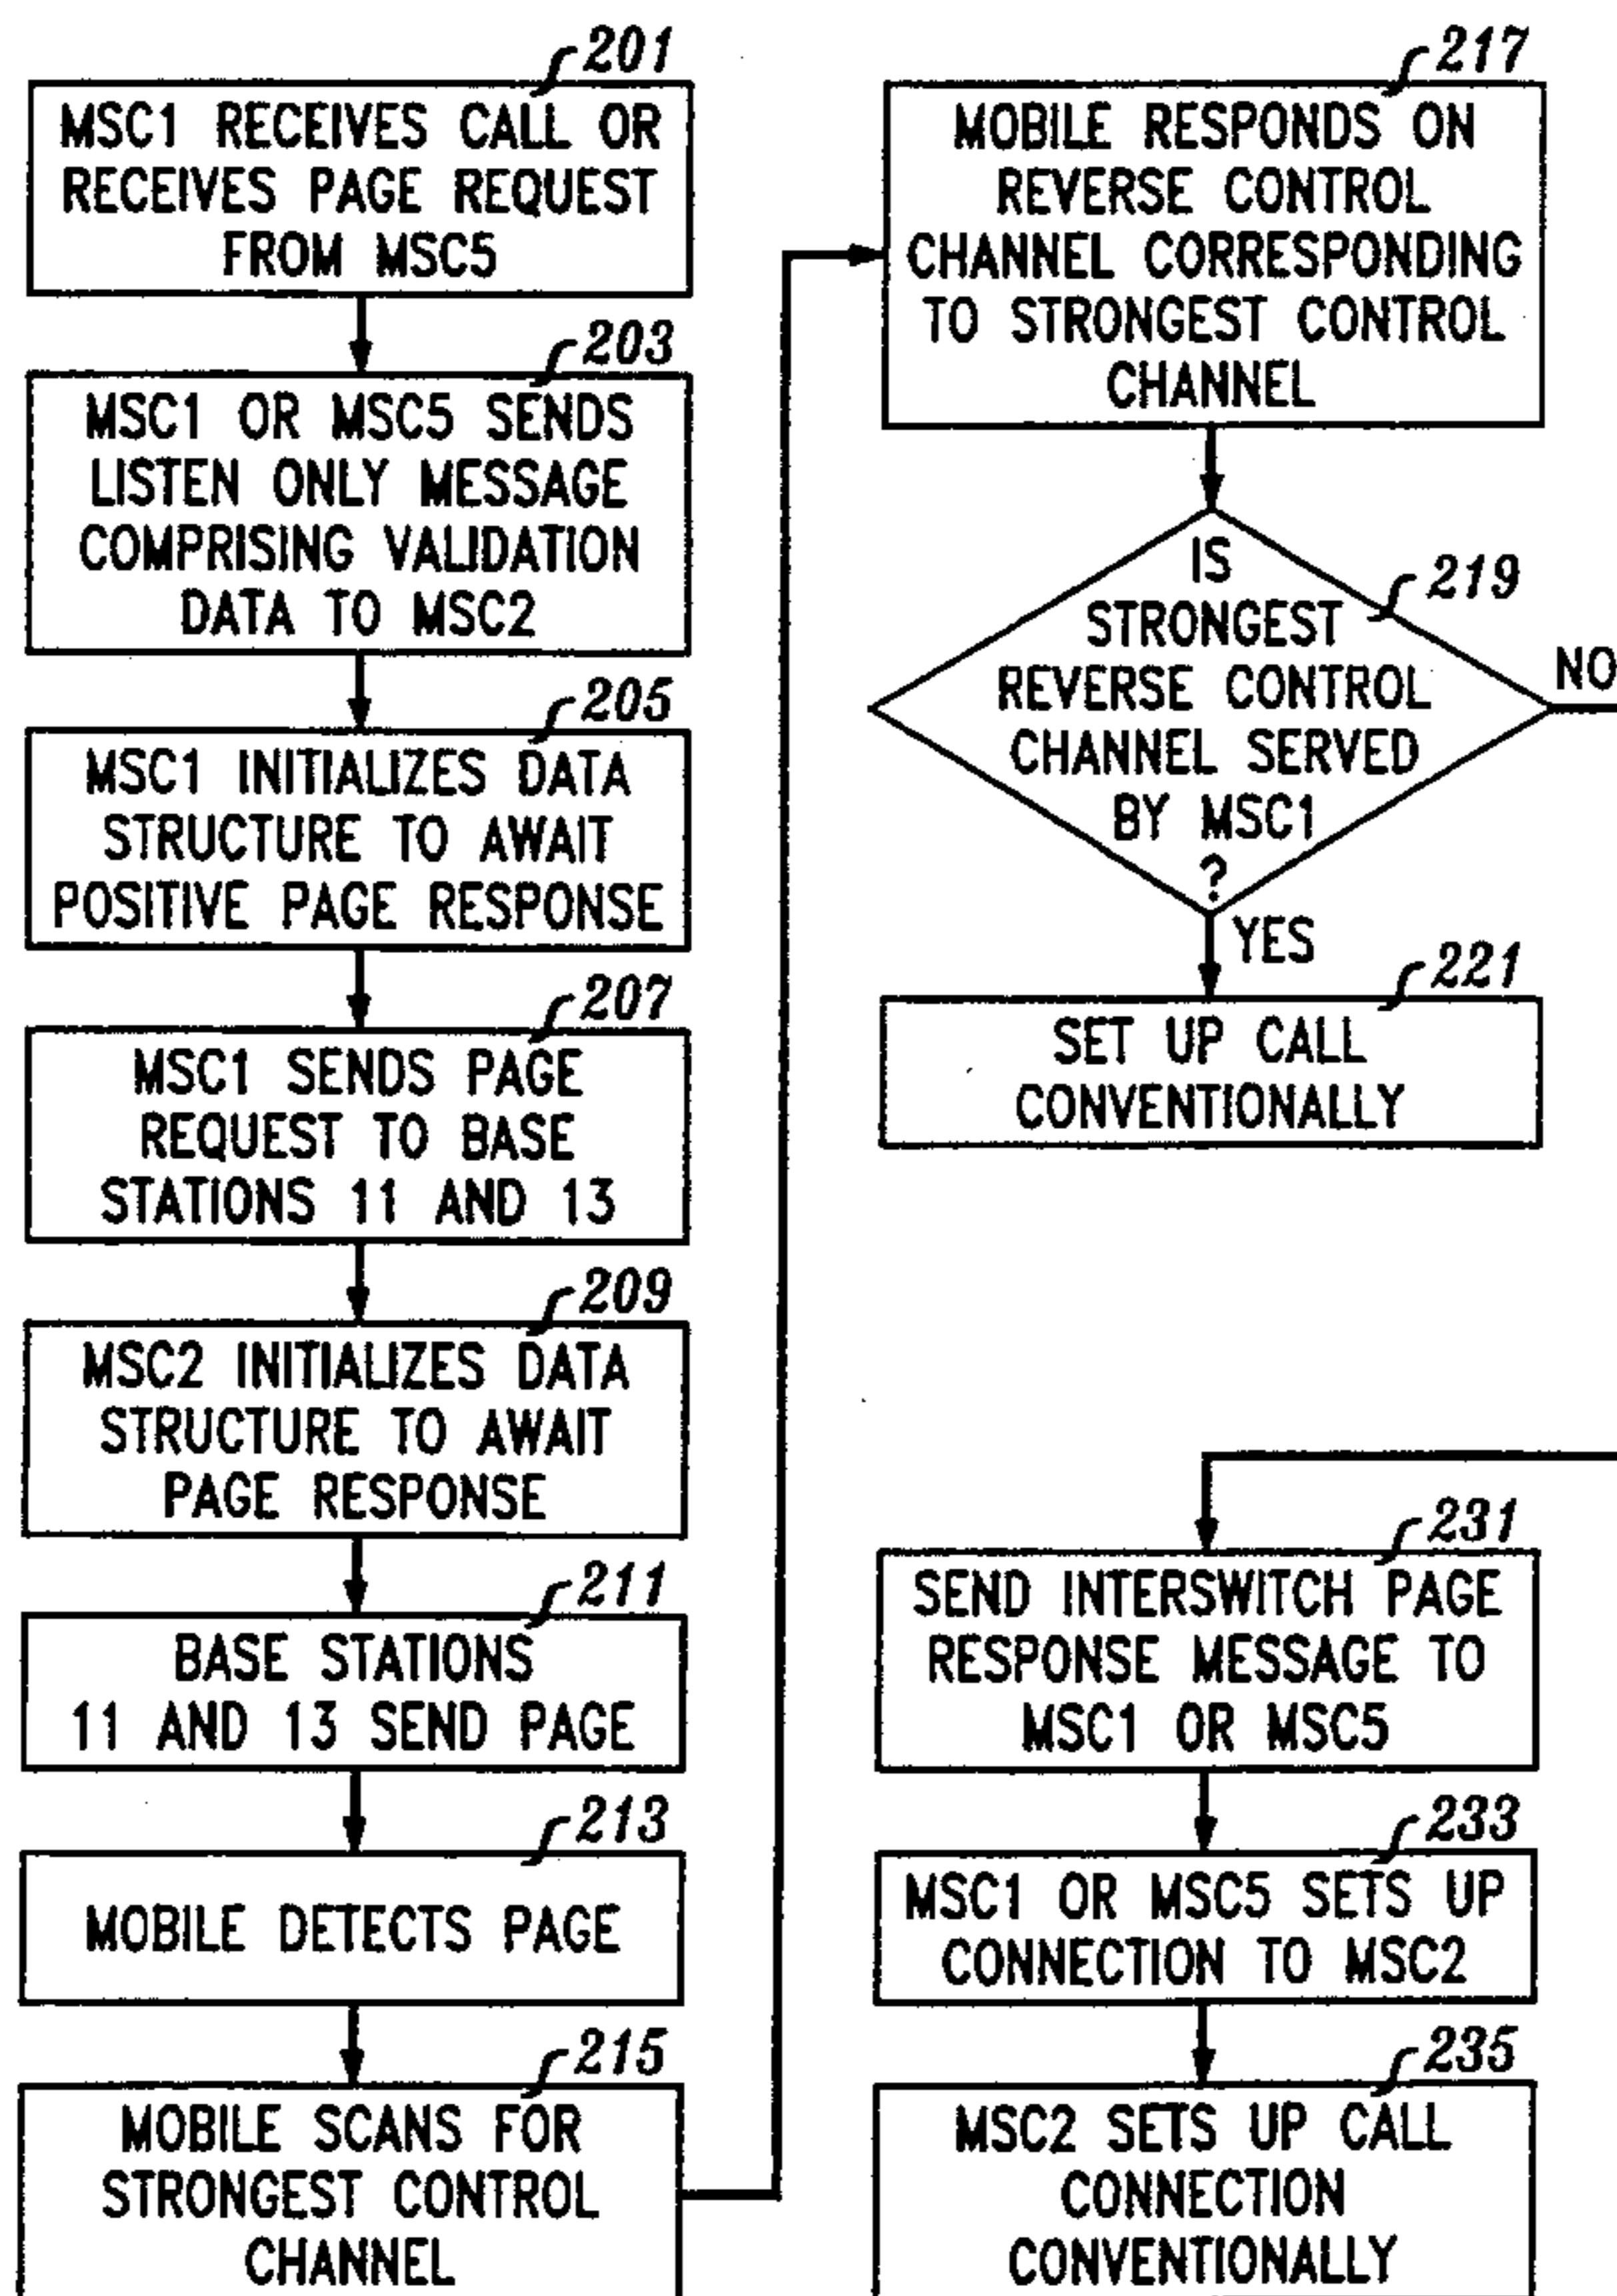 201
MSC1 RECEIVES CALL OR
RECEIVES PAGE REQUEST
FROM MSC5
203
MSC1 OR MSC5 SENDS
LISTEN ONLY MESSAGE
COMPRISING VALIDATION
DATA TO MSC2
205
MSC1 INITIALIZES DATA
STRUCTURE TO AWAIT
POSITIVE PAGE RESPONSE
207
MSC1 SENDS PAGE
REQUEST TO BASE
STATIONS 11 AND 13
209
MSC2 INITIALIZES DATA
STRUCTURE TO AWAIT
PAGE RESPONSE
211
BASE STATIONS
11 AND 13 SEND PAGE
213
MOBILE DETECTS PAGE
215
MOBILE SCANS FOR
STRONGEST CONTROL
CHANNEL
217
MOBILE RESPONDS ON
REVERSE CONTROL
CHANNEL CORRESPONDING
TO STRONGEST CONTROL
CHANNEL
219
IS
STRONGEST
REVERSE CONTROL
CHANNEL SERVED
BY MSC1
?
NO
YES
221
SET UP CALL
CONVENTIONALLY
231
SEND INTERSWITCH PAGE
RESPONSE MESSAGE TO
MSC1 OR MSC5
233
MSC1 OR MSC5 SETS UP
CONNECTION TO MSC2
235
MSC2 SETS UP CALL
CONNECTION
CONVENTIONALLY